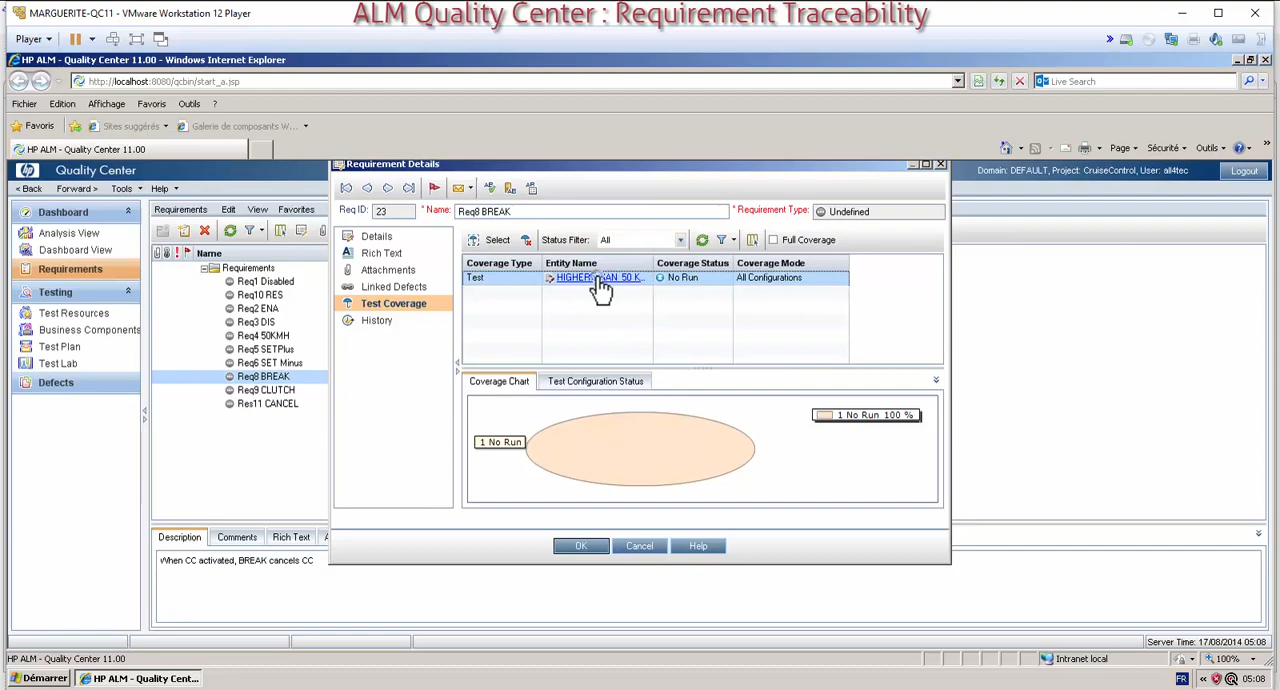 ALM Quality Center : Requirement Traceability
MARGUERITE-QC11 - VMware Workstation 12 Player
Player
HP ALM - Quality Center 11.00 - Windows Internet Explorer
http://localhost:8080/qcbin/start_a.jsp
Live Search
Fichier Edition Affichage Favoris Outils ?
Favoris Sites suggérés Galerie de composants W...
HP ALM - Quality Center 11.00
Page Sécurité Outils
Quality Center
Domain: DEFAULT, Project: CruiseControl, User: all4tec
Logout
< Back Forward > Tools Help
Dashboard
Analysis View
Dashboard View
Requirements
Testing
Test Resources
Business Components
Test Plan
Test Lab
Defects
Requirements Edit View Favorites
Name
Requirements
Req1 Disabled
Req10 RES
Req2 ENA
Req3 DIS
Req4 50KMH
Req5 SETPlus
Req6 SET Minus
Req8 BREAK
Req9 CLUTCH
Res11 CANCEL
Requirement Details
Req ID: 23 * Name: Req8 BREAK * Requirement Type: Undefined
Details
Rich Text
Attachments
Linked Defects
Test Coverage
History
Select Status Filter: All Full Coverage
Coverage Type Entity Name Coverage Status Coverage Mode
Test 50 K... No Run All Configurations
Coverage Chart Test Configuration Status
1 No Run 100 %
1 No Run
OK Cancel Help
Description Comments Rich Text
When CC activated, BREAK cancels CC
Server Time: 17/08/2014 05:08
HP ALM - Quality Center 11.00
Intranet local
100%
Démarrer
HP ALM - Quality Cent...
FR
05:08